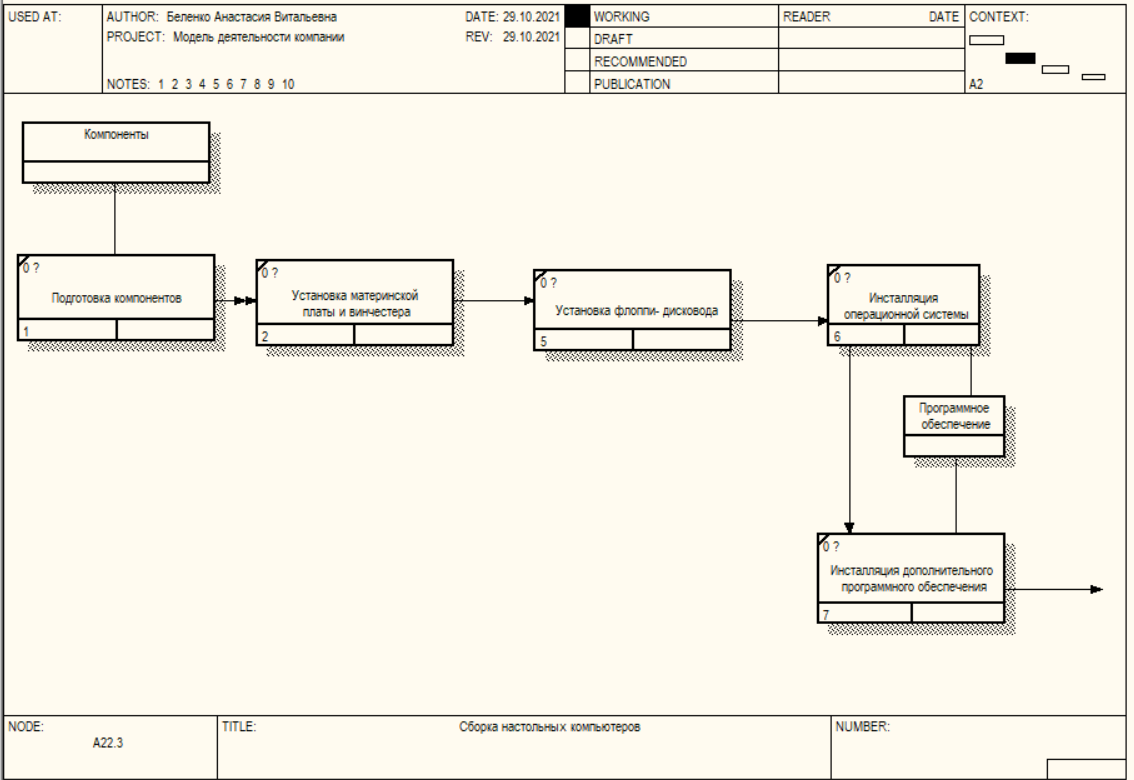 USED AT:
AUTHOR: Беленко Анастасия Витальевна
DATE: 29.10.2021
PROJECT: Модель деятельности компании
REV: 29.10.2021
NOTES: 1 2 3 4 5 6 7 8 9 10
WORKING
DRAFT
RECOMMENDED
PUBLICATION
READER
DATE
CONTEXT:
A2
Компоненты
0 ?
Подготовка компонентов
1
0 ?
Установка материнской
платы и винчестера
2
0 ?
Установка флоппи- дисковода
5
0 ?
Инсталляция
операционной системы
6
Программное
обеспечение
0 ?
Инсталляция дополнительного
программного обеспечения
7
NODE:
A22.3
TITLE:
Сборка настольных компьютеров
NUMBER: